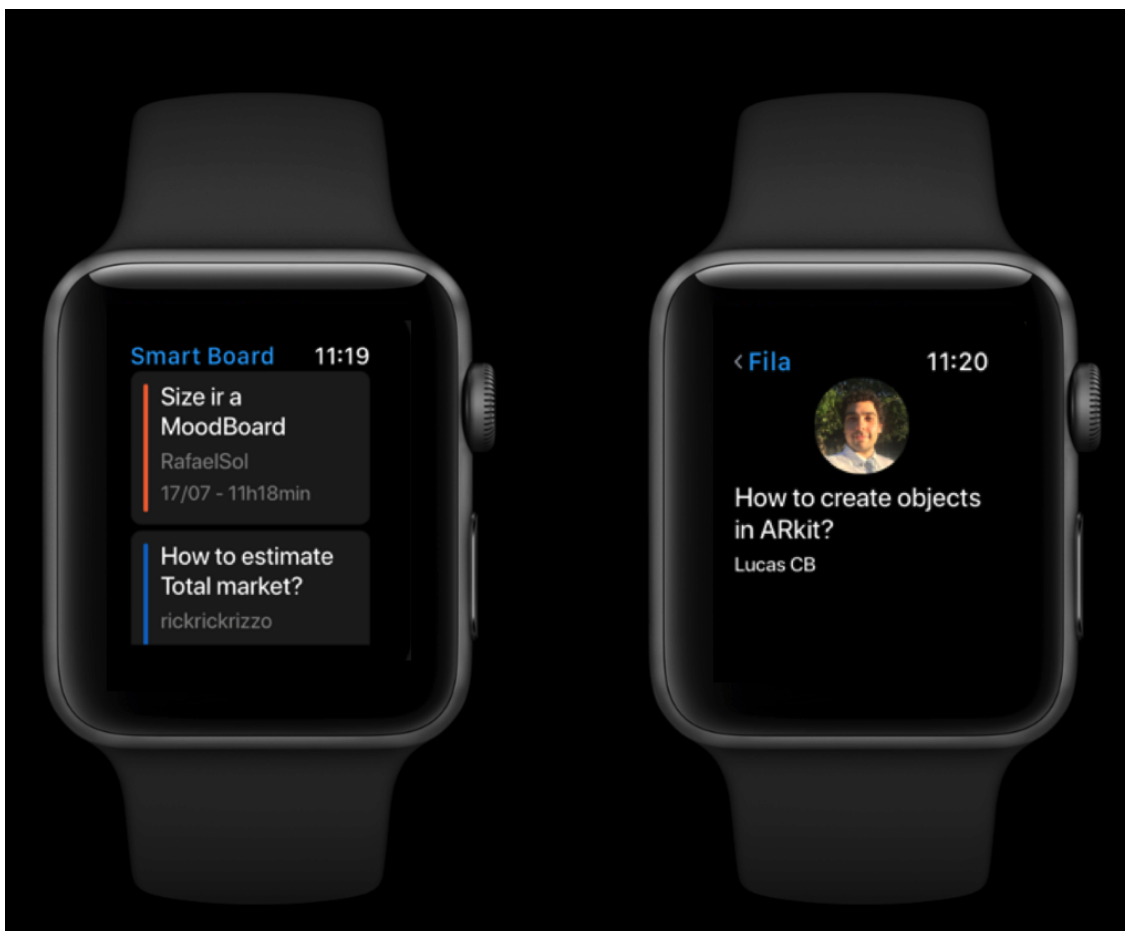 Smart Board 11:19
Size ir a
MoodBoard
RafaelSol
17/07 - 11h18min
How to estimate
Total market?
rickrickrizzo
< Fila 11:20
How to create objects
in ARkit?
Lucas CB